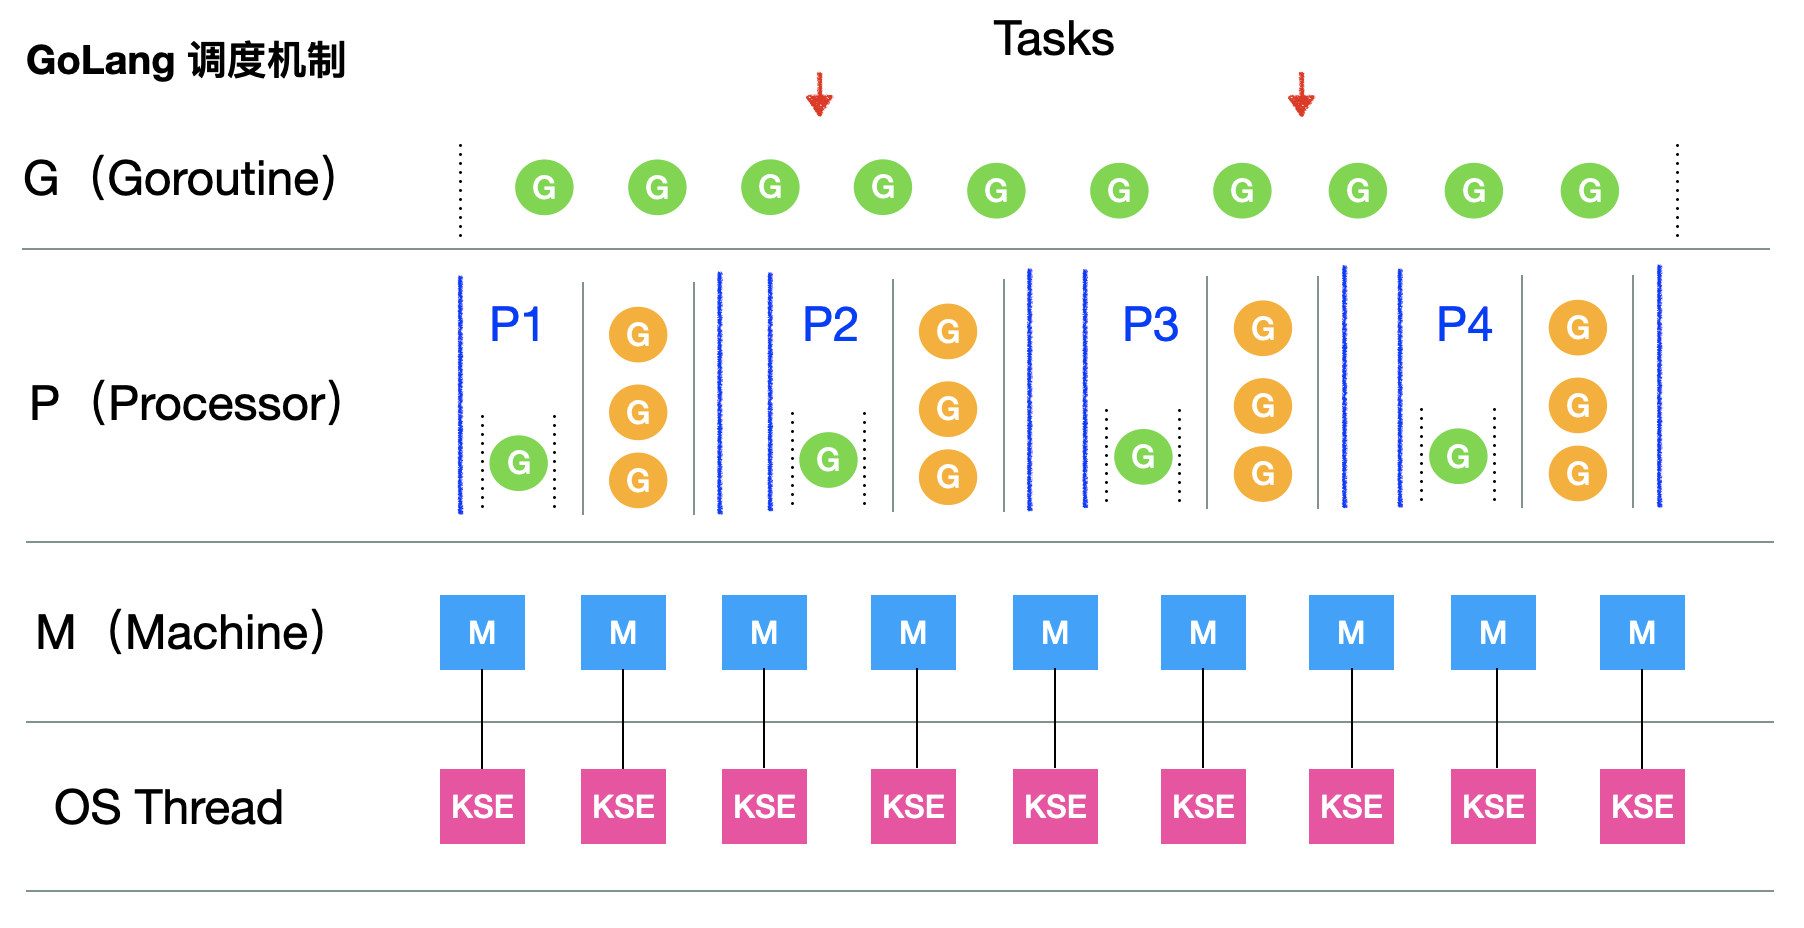 GoLang 调度机制
Tasks
G（Goroutine）
G G G G G G G G G G
P（Processor）
P1 P2 P3 P4
G G G G
G G G G
G G G G
G G G G
M（Machine）
M M M M M M M M M
OS Thread
KSE KSE KSE KSE KSE KSE KSE KSE KSE